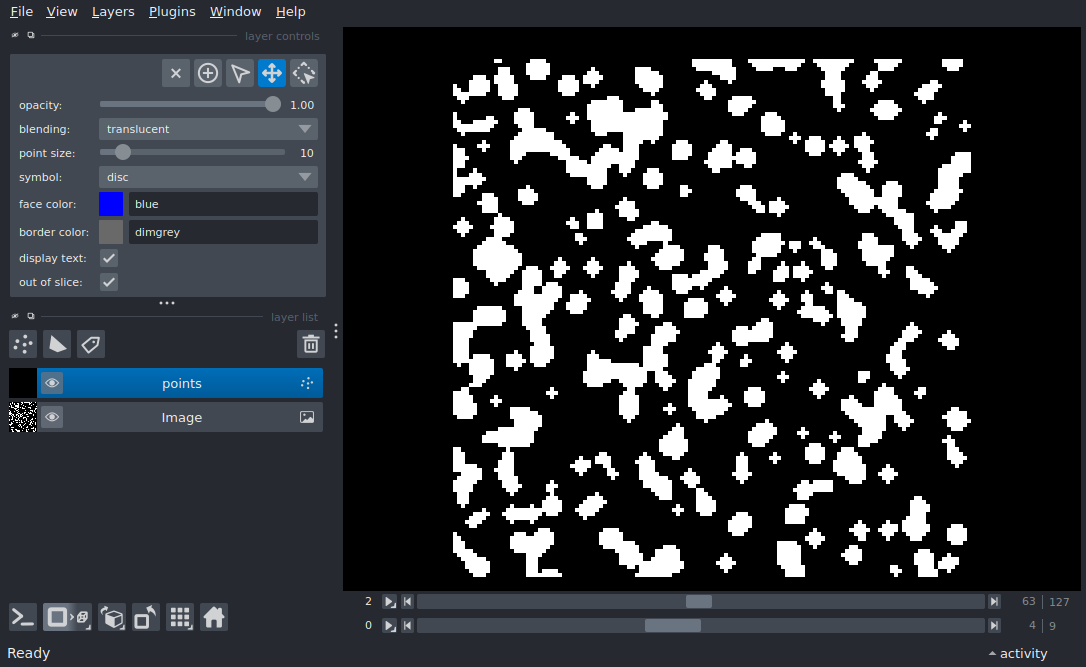 File View Layers Plugins Window Help
layer controls
opacity: 1.00
blending: translucent
point size: 10
symbol: disc
face color: blue
border color: dimgrey
display text:
out of slice:
layer list
points
Image
2 63 127
0 4 9
Ready activity